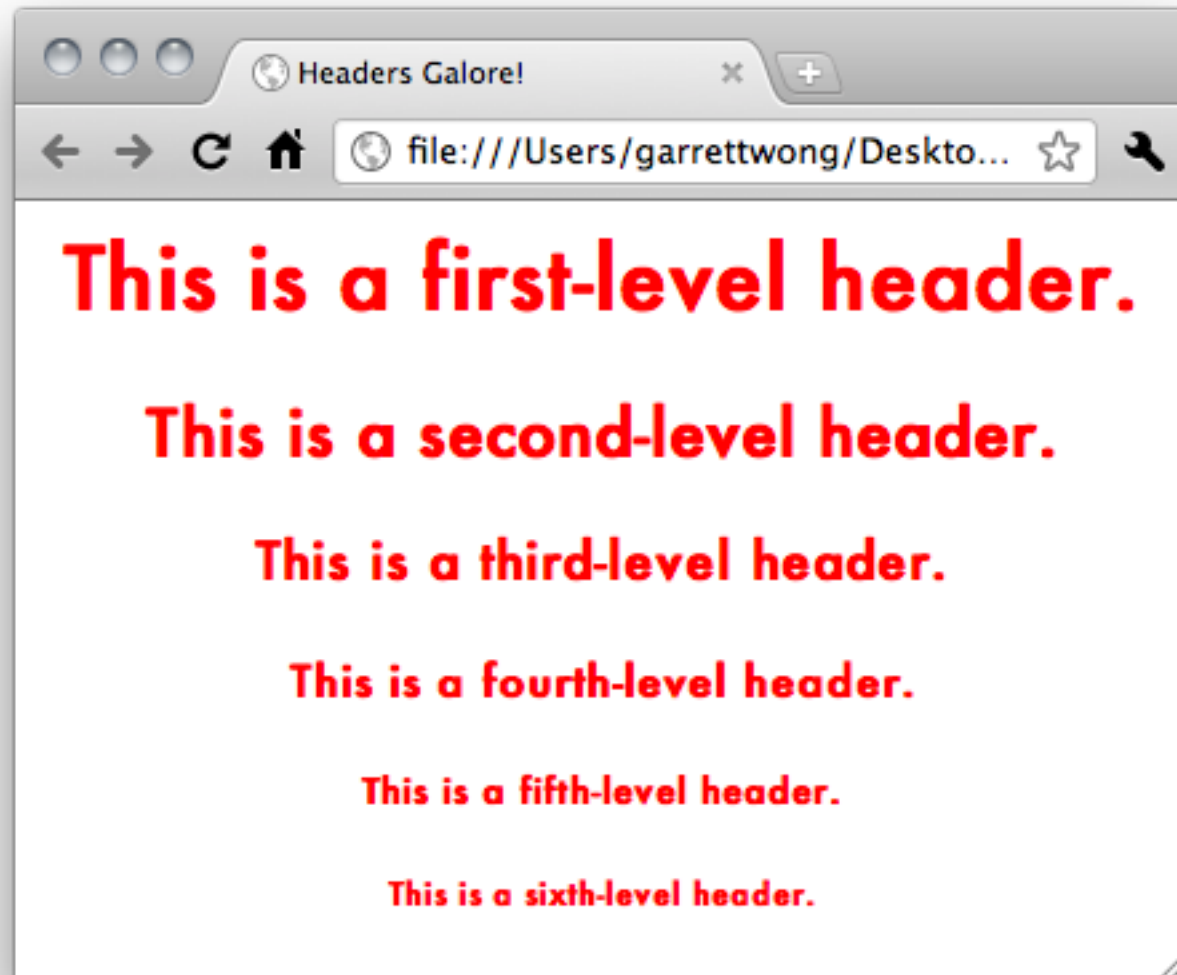 Headers Galore!
file:///Users/garrettwong/Deskto...
This is a first-level header.
This is a second-level header.
This is a third-level header.
This is a fourth-level header.
This is a fifth-level header.
This is a sixth-level header.